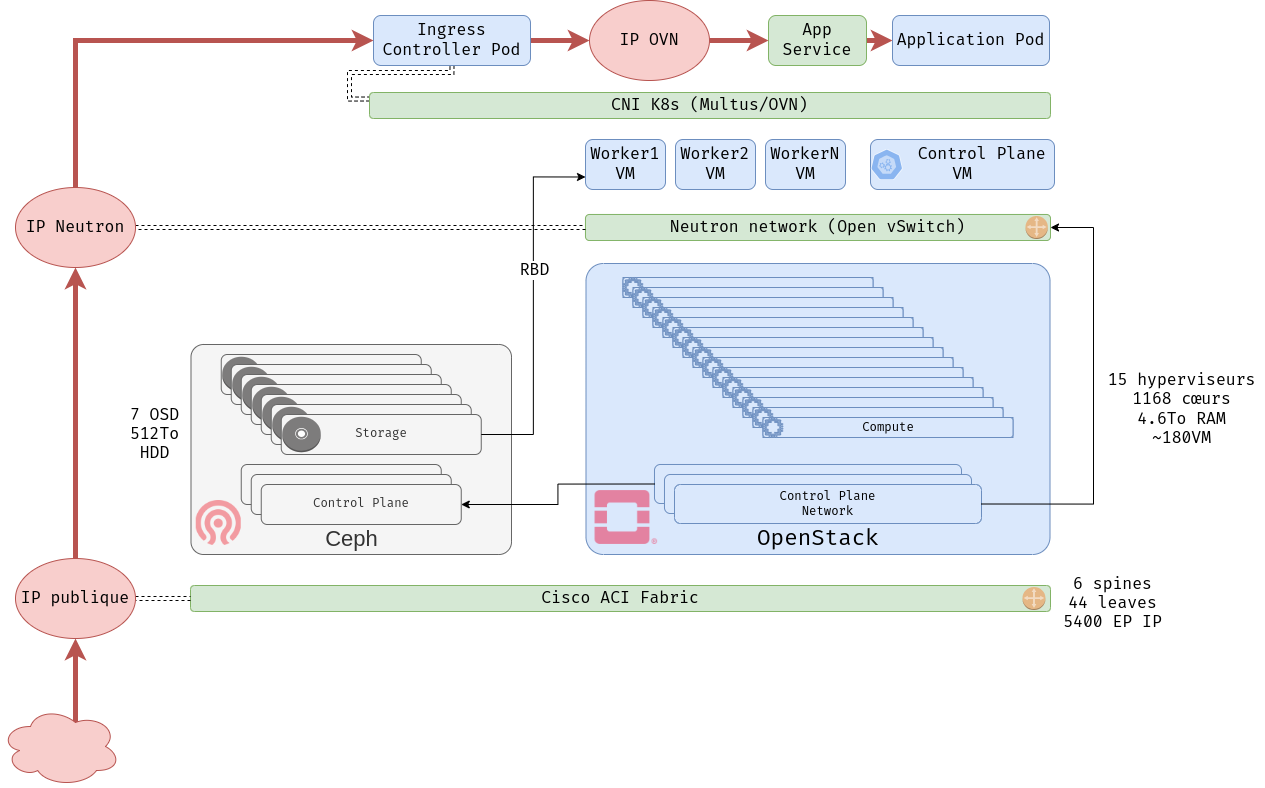 Ingress
Controller Pod
IP OVN
App
Service
Application Pod
CNI K8s (Multus/OVN)
Worker1
VM
Worker2
VM
WorkerN
VM
Control Plane
VM
IP Neutron
Neutron network (Open vSwitch)
RBD
7 OSD
512To
HDD
Storage
Control Plane
Ceph
Compute
Control Plane
Network
OpenStack
®
15 hyperviseurs
1168 cœurs
4.6To RAM
~180VM
IP publique
Cisco ACI Fabric
6 spines
44 leaves
5400 EP IP